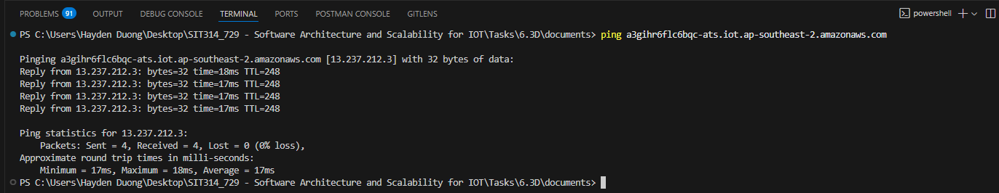 PROBLEMS 91 OUTPUT DEBUG CONSOLE TERMINAL PORTS POSTMAN CONSOLE GITLENS powershell
PS C:\Users\Hayden Duong\Desktop\SIT314_729 - Software Architecture and Scalability for IOT\Tasks\6.3D\documents> ping a3gihr6flc6bqc-ats.iot.ap-southeast-2.amazonaws.com
Pinging a3gihr6flc6bqc-ats.iot.ap-southeast-2.amazonaws.com [13.237.212.3] with 32 bytes of data:
Reply from 13.237.212.3: bytes=32 time=18ms TTL=248
Reply from 13.237.212.3: bytes=32 time=17ms TTL=248
Reply from 13.237.212.3: bytes=32 time=17ms TTL=248
Reply from 13.237.212.3: bytes=32 time=17ms TTL=248
Ping statistics for 13.237.212.3:
Packets: Sent = 4, Received = 4, Lost = 0 (0% loss),
Approximate round trip times in milli-seconds:
Minimum = 17ms, Maximum = 18ms, Average = 17ms
PS C:\Users\Hayden Duong\Desktop\SIT314_729 - Software Architecture and Scalability for IOT\Tasks\6.3D\documents>